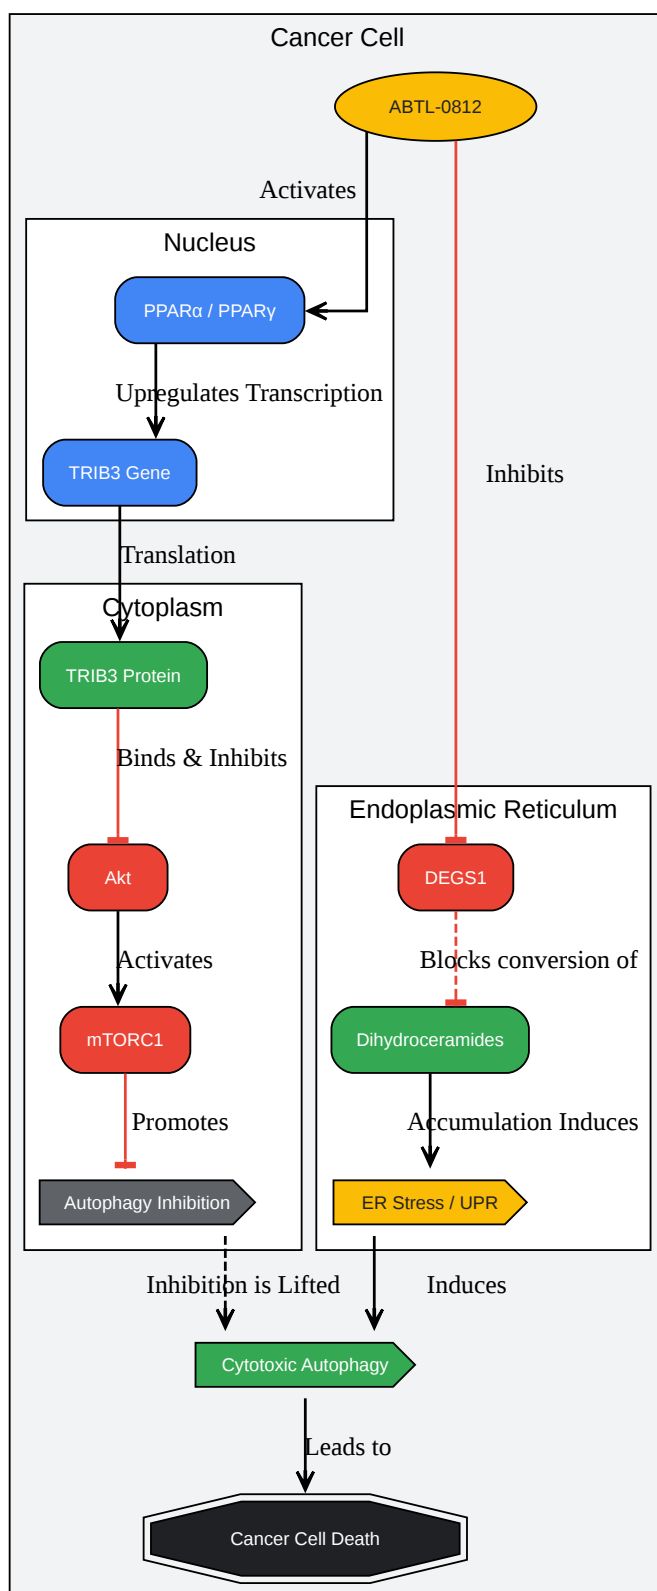 Cancer Cell
ABTL-0812
Activates
Nucleus
PPARα / PPARγ
Upregulates Transcription
TRIB3 Gene
Inhibits
Translation
Cytoplasm
TRIB3 Protein
Binds & Inhibits
Endoplasmic Reticulum
Akt
DEGS1
Activates
Blocks conversion of
mTORC1
Dihydroceramides
Promotes
Accumulation Induces
Autophagy Inhibition
ER Stress / UPR
Inhibition is Lifted
Induces
Cytotoxic Autophagy
Leads to
Cancer Cell Death